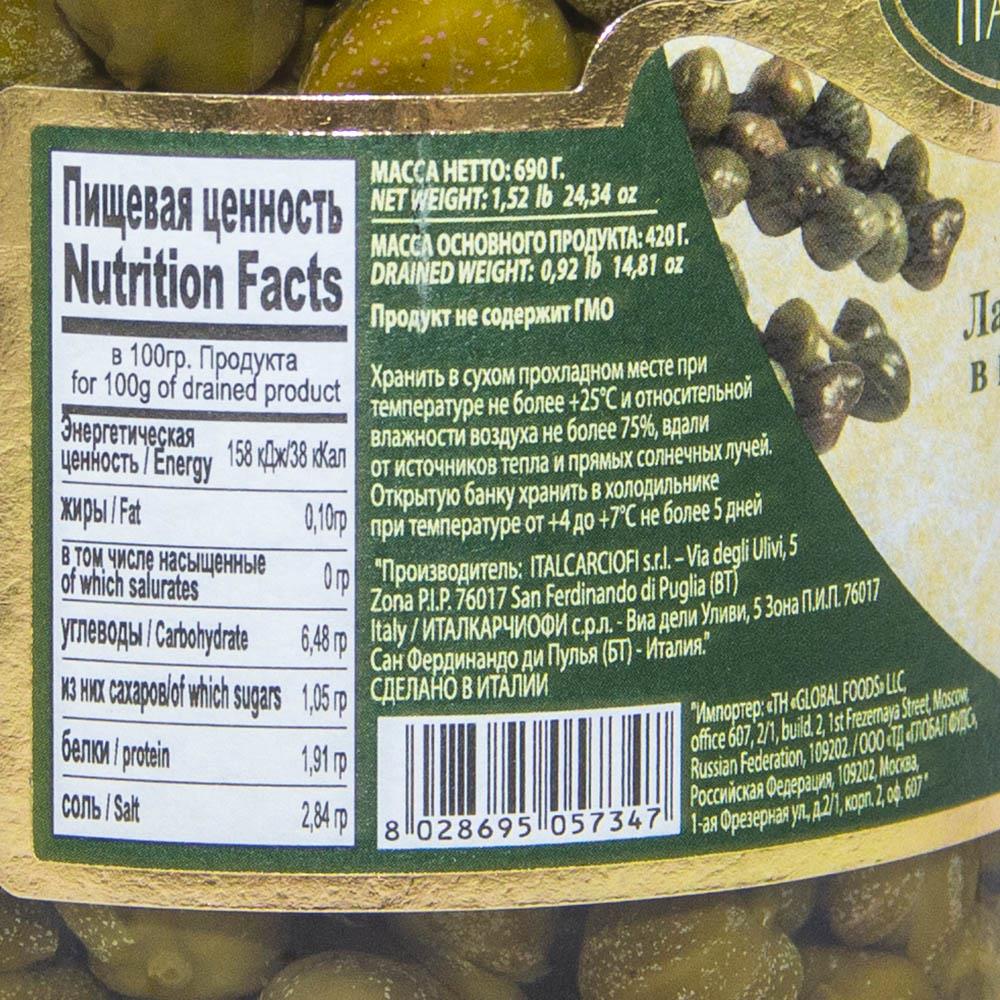 Пищевая ценность
Nutrition Facts
в 100гр. Продукта
for 100g of drained product
Энергетическая
ценность / Energy 158 кДж/38 кКал
жиры / Fat 0,10гр
в том числе насыщенные
of which salurates 0 гр
углеводы / Carbohydrate 6,48 гр
из них сахаров/of which sugars 1,05 гр
белки / protein 1,91 гр
соль / Salt 2,84 гр
МАССА НЕТТО: 690 Г.
NET WEIGHT: 1,52 lb 24,34 oz
МАССА ОСНОВНОГО ПРОДУКТА: 420 Г.
DRAINED WEIGHT: 0,92 lb 14,81 oz
Продукт не содержит ГМО
Хранить в сухом прохладном месте при
температуре не более +25°С и относительной
влажности воздуха не более 75%, вдали
от источников тепла и прямых солнечных лучей.
Открытую банку хранить в холодильнике
при температуре от +4 до +7°С не более 5 дней
"Производитель: ITALCARCIOFI s.r.l. – Via degli Ulivi, 5
Zona P.I.P. 76017 San Ferdinando di Puglia (BT)
Italy / ИТАЛКАРЧИОФИ с.р.л. - Виа дели Уливи, 5 Зона П.И.П. 76017
Сан Фердинандо ди Пулья (БТ) - Италия."
СДЕЛАНО В ИТАЛИИ
8 028695 057347
"Импортер: «TH «GLOBAL FOODS» LLC,
office 607, 2/1, build. 2, 1st Frezernaya Street, Moscow,
Russian Federation, 109202. / ООО «ТД «ГЛОБАЛ ФУДС»,
Российская Федерация, 109202, Москва,
1-ая Фрезерная ул., д.2/1, корп. 2, оф. 607"